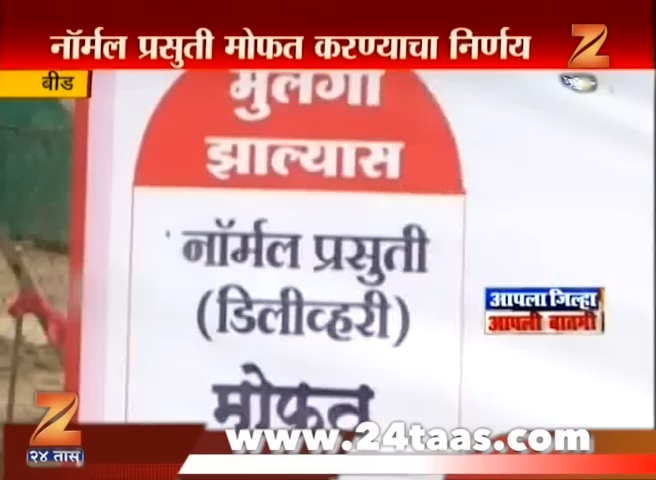 नॉर्मल प्रसुती मोफत करण्याचा निर्णय
बीड
मुलगा
झाल्यास
नॉर्मल प्रसुती
(डिलीव्हरी)
मोफत
आपला जिल्हा
आपली बातमी
२४ तास
www.24taas.com